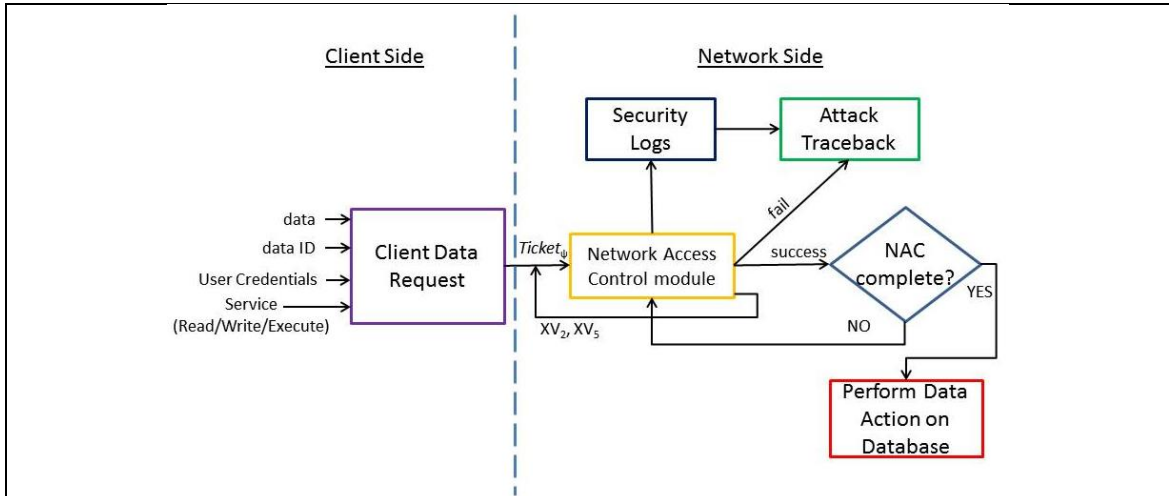 Client Side
Network Side
Security
Logs
Attack
Traceback
data
data ID
User Credentials
Service
(Read/Write/Execute)
Client Data
Request
Ticketψ
Network Access
Control module
fail
success
NAC
complete?
YES
NO
XV₂, XV₅
Perform Data
Action on
Database